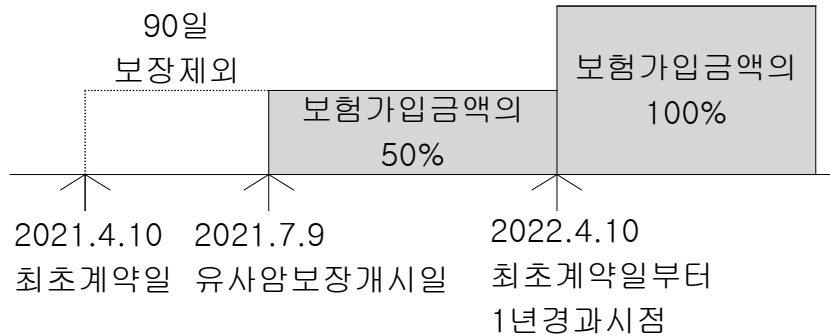 90일
보장제외
보험가입금액의
50%
보험가입금액의
100%
2021.4.10
최초계약일
2021.7.9
유사암보장개시일
2022.4.10
최초계약일부터
1년경과시점